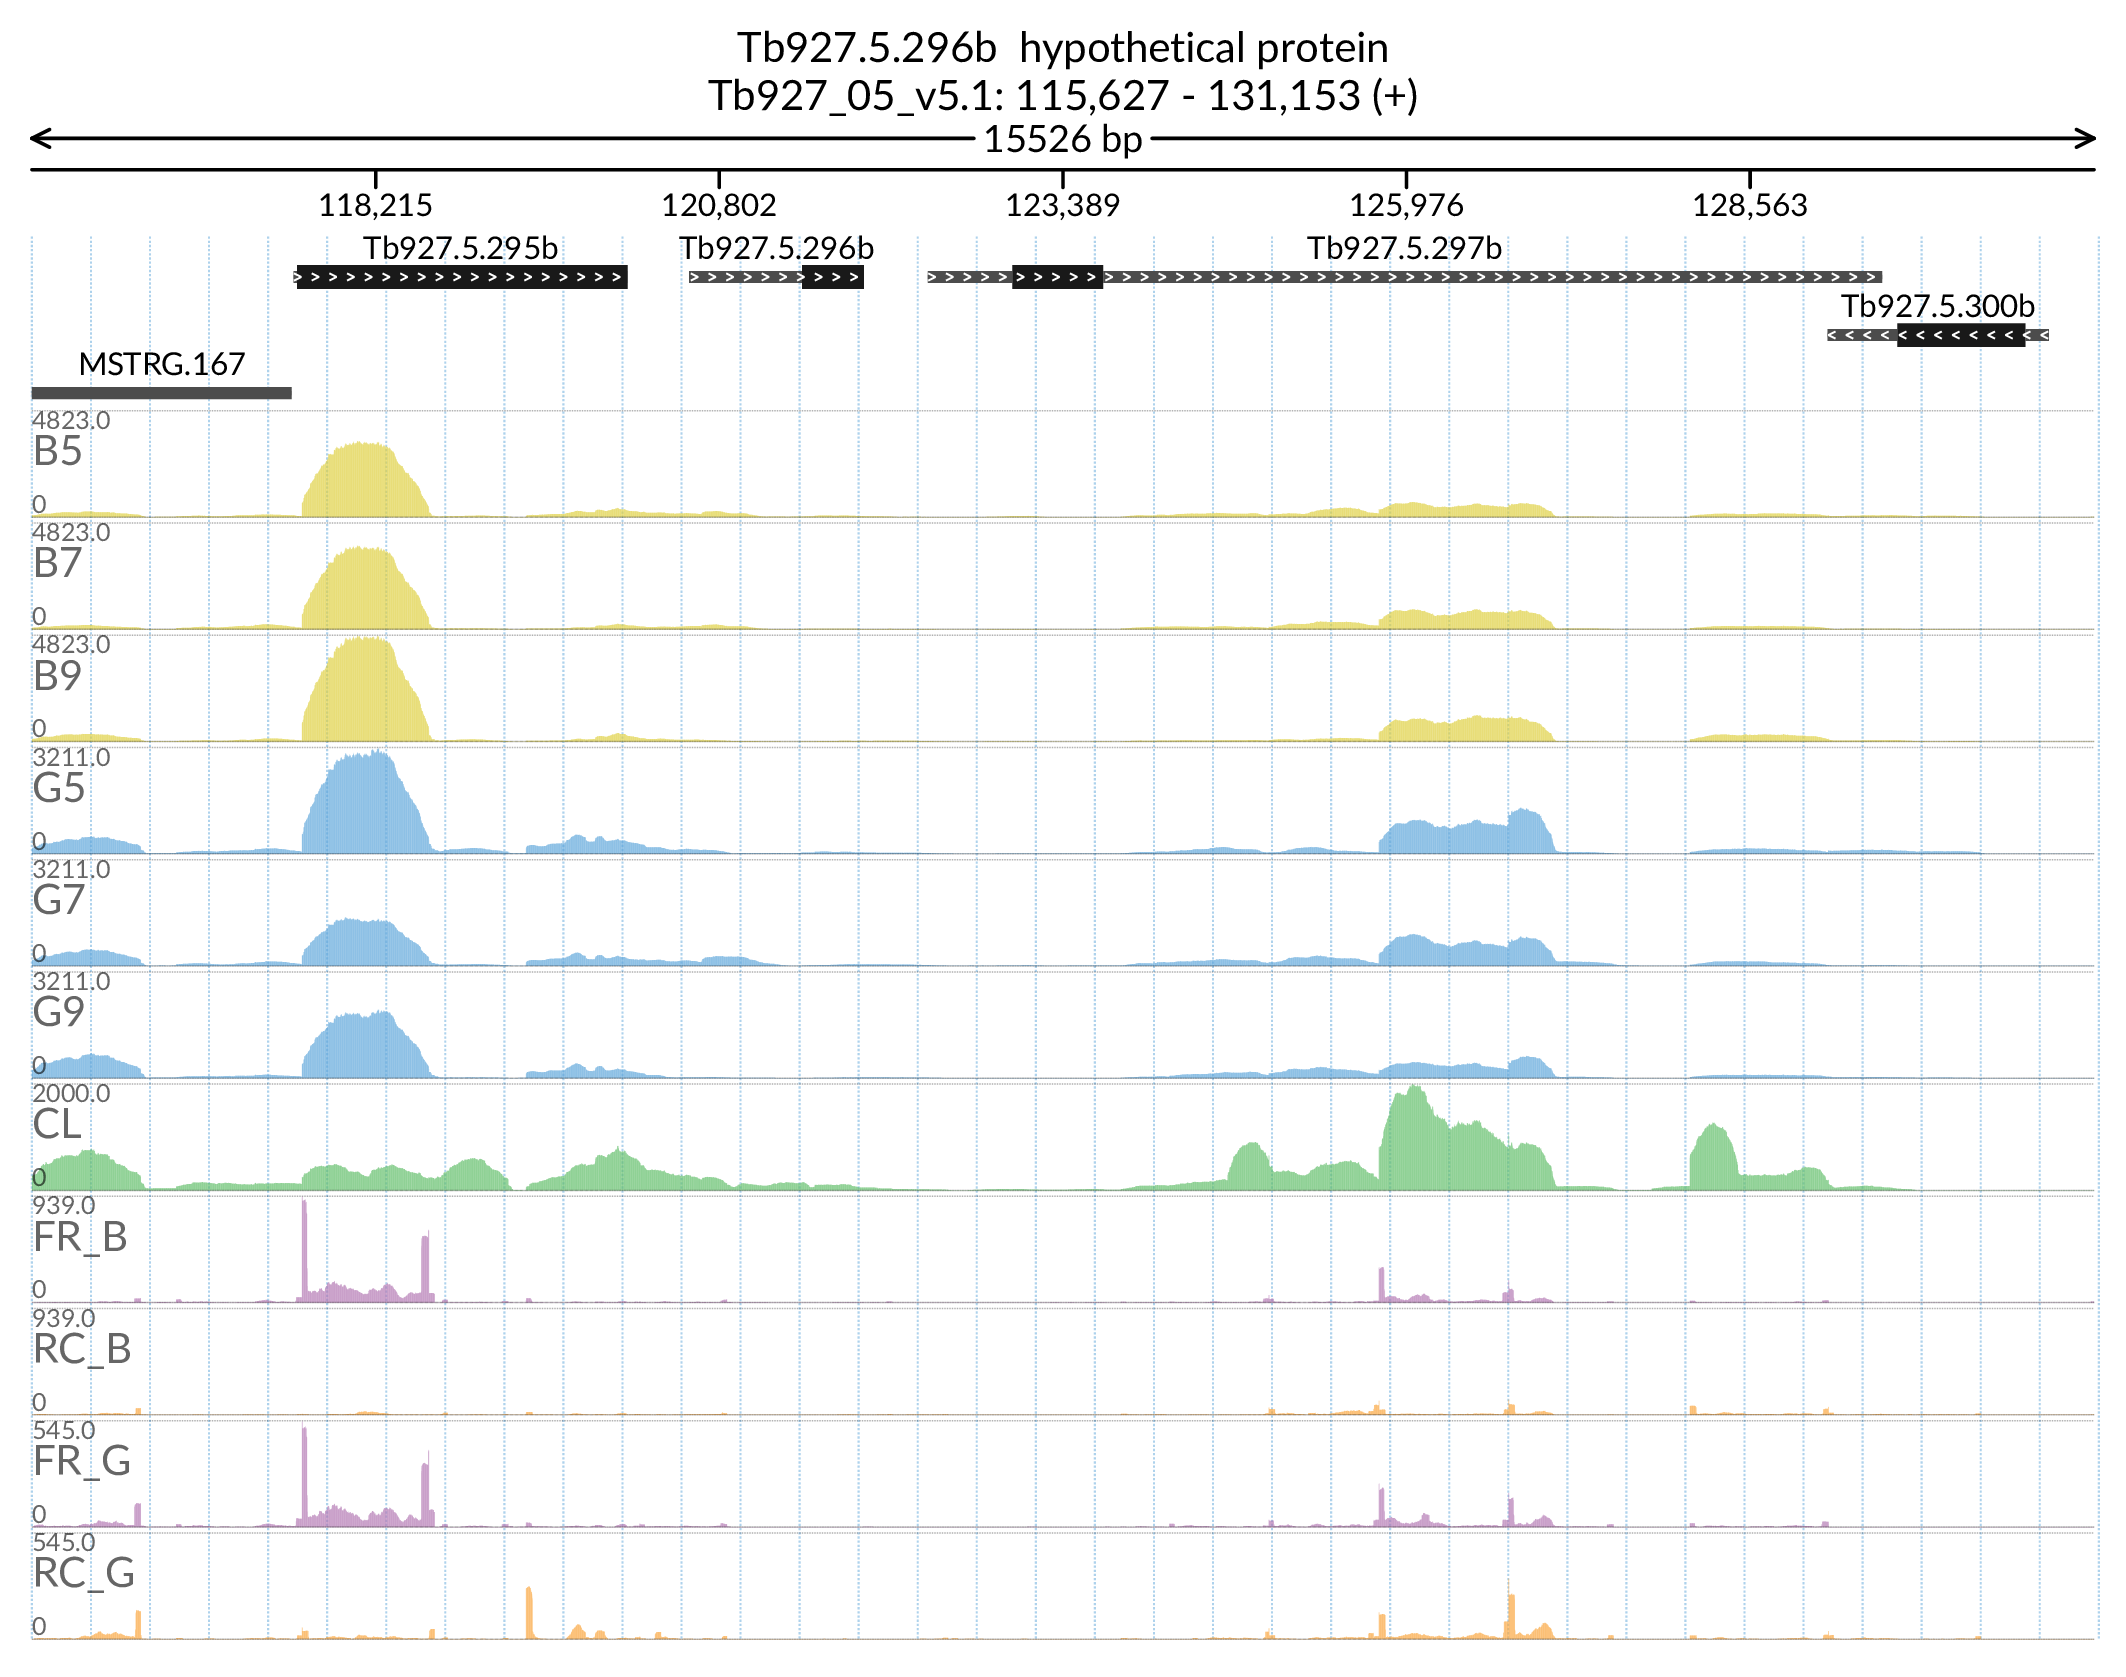 Tb927.5.296b  hypothetical protein
Tb927_05_v5.1: 115,627 - 131,153 (+)
15526 bp
118,215 120,802 123,389 125,976 128,563
Tb927.5.295b Tb927.5.296b Tb927.5.297b
Tb927.5.300b
MSTRG.167
4823.0
B5
0
4823.0
B7
0
4823.0
B9
0
3211.0
G5
0
3211.0
G7
0
3211.0
G9
0
2000.0
CL
0
939.0
FR_B
0
939.0
RC_B
0
545.0
FR_G
0
545.0
RC_G
0